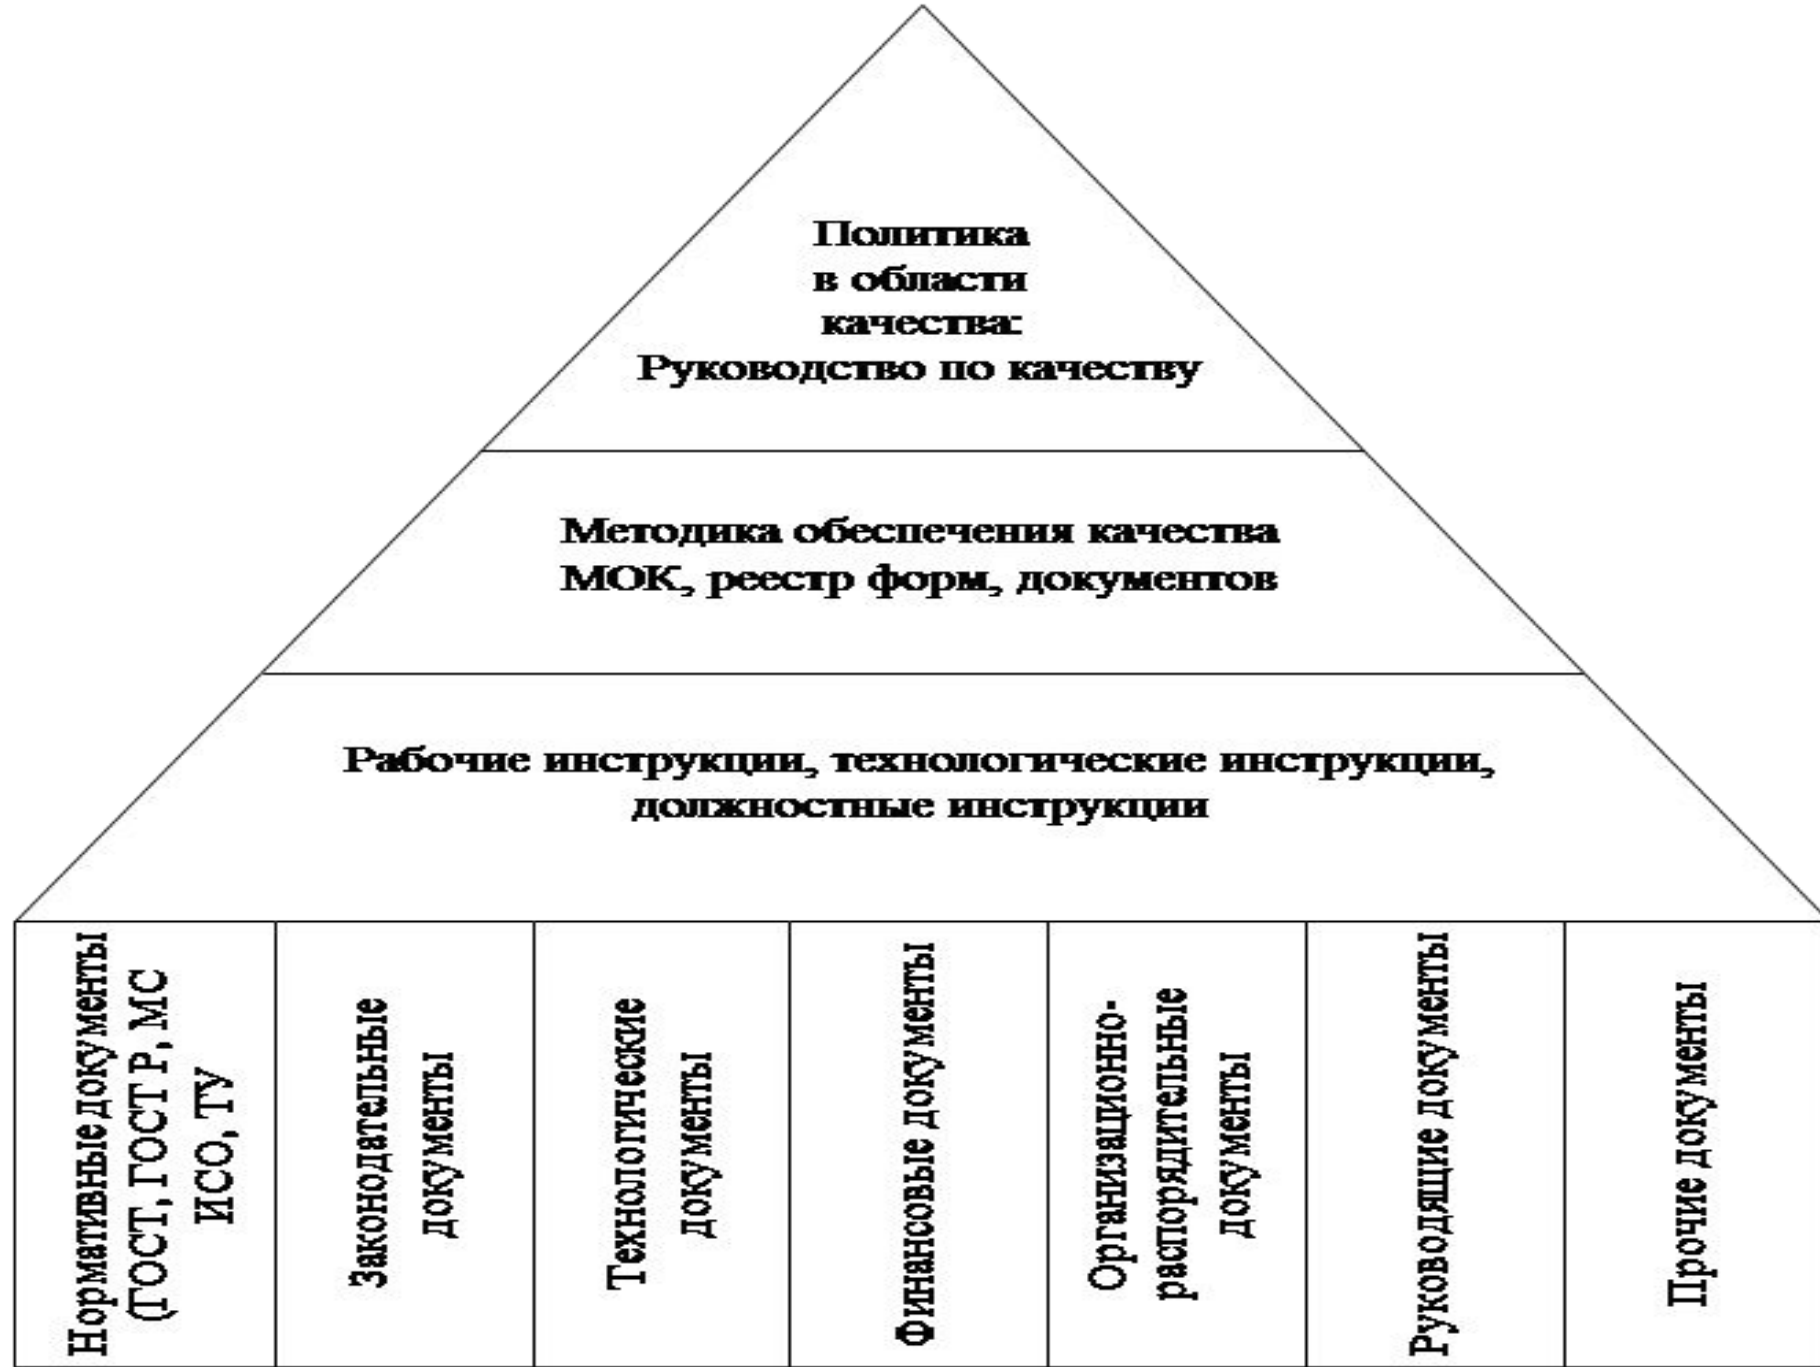 Политика
в области
качества:
Руководство по качеству
Методика обеспечения качества
МОК, реестр форм, документов
Рабочие инструкции, технологические инструкции,
должностные инструкции
Нормативные документы
(ГОСТ, ГОСТ Р, МС
ИСО, ТУ
Законодательные
документы
Технологические
документы
Финансовые документы
Организационно-
распорядительные
документы
Руководящие документы
Прочие документы